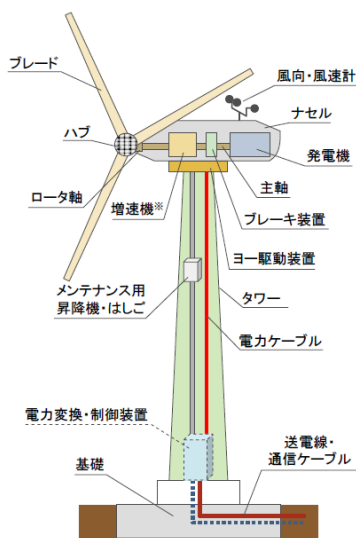 ブレード
風向・風速計
ナセル
ハブ
発電機
主軸
ロータ軸
増速機※
ブレーキ装置
ヨー駆動装置
メンテナンス用
昇降機・はしご
タワー
電力ケーブル
電力変換・制御装置
送電線・
通信ケーブル
基礎